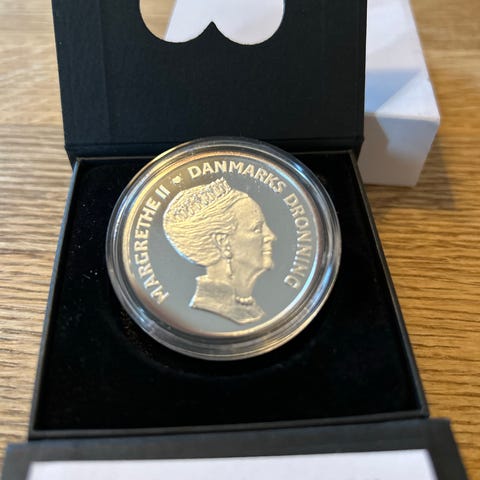 MARGRETHE II ♥ DANMARKS DRONNING